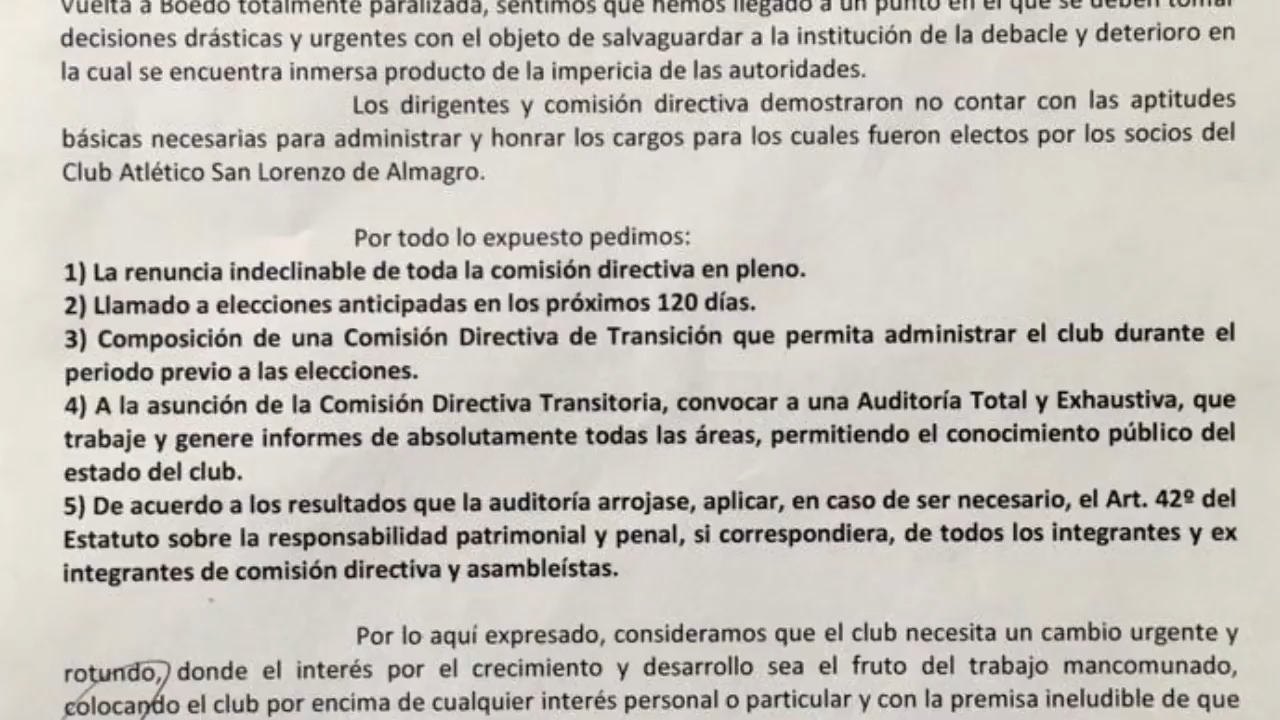 Vuelta a Boedo totalmente paralizada, sentimos que hemos llegado a un punto en el que se deben tomar
decisiones drásticas y urgentes con el objeto de salvaguardar a la institución de la debacle y deterioro en
la cual se encuentra inmersa producto de la impericia de las autoridades.
Los dirigentes y comisión directiva demostraron no contar con las aptitudes
básicas necesarias para administrar y honrar los cargos para los cuales fueron electos por los socios del
Club Atlético San Lorenzo de Almagro.
Por todo lo expuesto pedimos:
1) La renuncia indeclinable de toda la comisión directiva en pleno.
2) Llamado a elecciones anticipadas en los próximos 120 días.
3) Composición de una Comisión Directiva de Transición que permita administrar el club durante el
periodo previo a las elecciones.
4) A la asunción de la Comisión Directiva Transitoria, convocar a una Auditoría Total y Exhaustiva, que
trabaje y genere informes de absolutamente todas las áreas, permitiendo el conocimiento público del
estado del club.
5) De acuerdo a los resultados que la auditoría arrojase, aplicar, en caso de ser necesario, el Art. 42º del
Estatuto sobre la responsabilidad patrimonial y penal, si correspondiera, de todos los integrantes y ex
integrantes de comisión directiva y asambleístas.
Por lo aquí expresado, consideramos que el club necesita un cambio urgente y
rotundo, donde el interés por el crecimiento y desarrollo sea el fruto del trabajo mancomunado,
colocando el club por encima de cualquier interés personal o particular y con la premisa ineludible de que